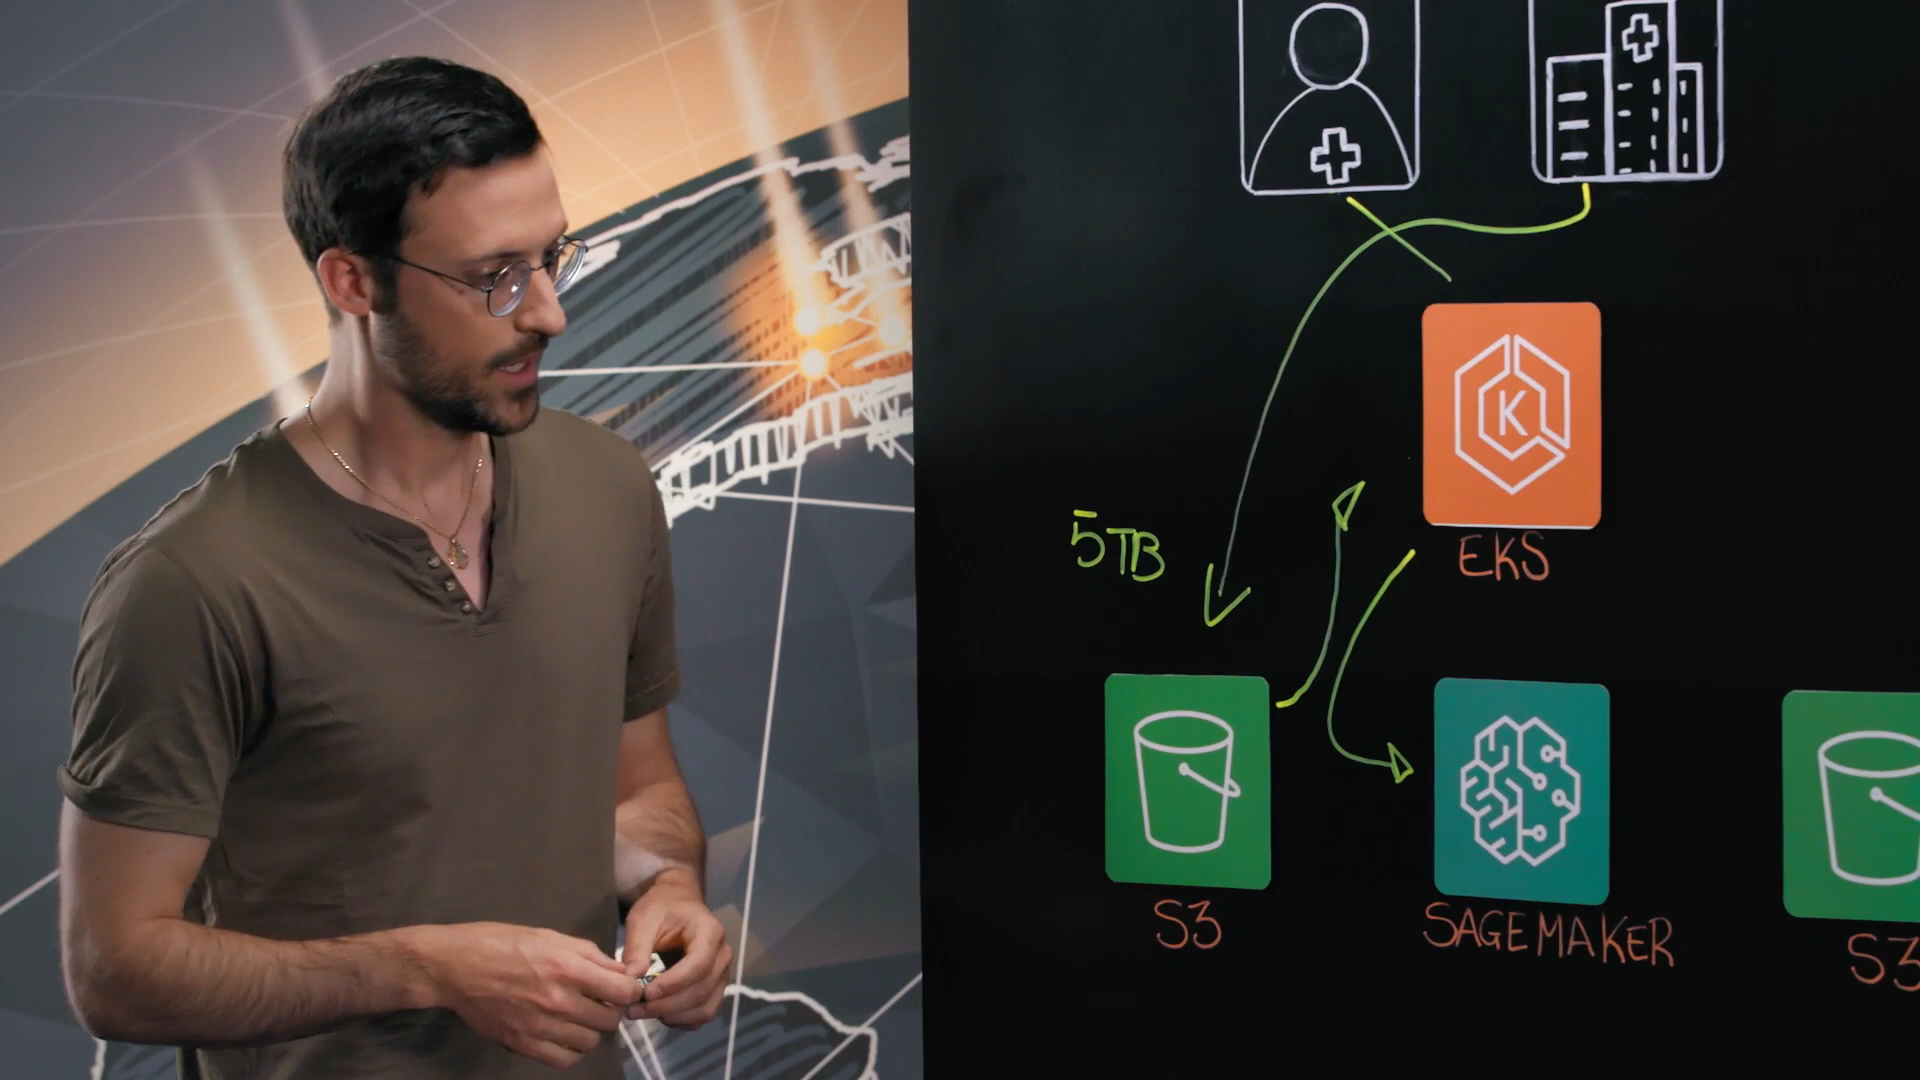 K
EKS
5TB
S3
SAGEMAKER
S3